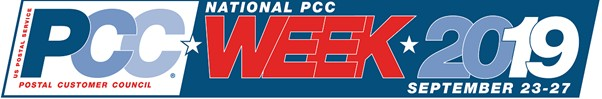 US POSTAL SERVICE
PCC®
POSTAL CUSTOMER COUNCIL
NATIONAL PCC
WEEK
2019
SEPTEMBER 23-27